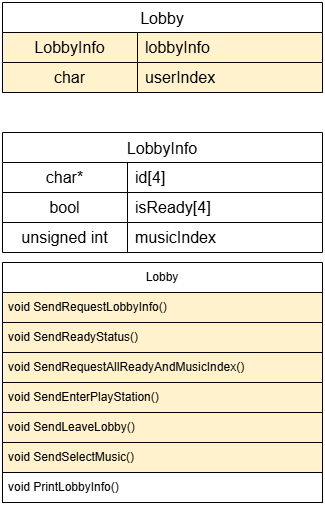 Lobby
LobbyInfo lobbyInfo
char userIndex
LobbyInfo
char* id[4]
bool isReady[4]
unsigned int musicIndex
Lobby
void SendRequestLobbyInfo()
void SendReadyStatus()
void SendRequestAllReadyAndMusicIndex()
void SendEnterPlayStation()
void SendLeaveLobby()
void SendSelectMusic()
void PrintLobbyInfo()